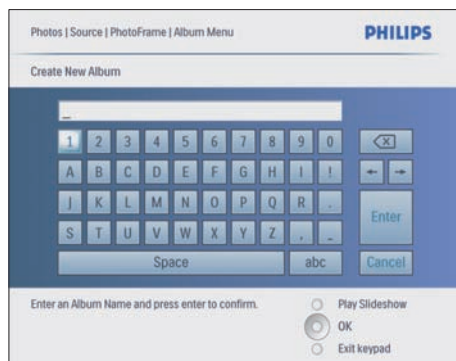 Photos | Source | PhotoFrame | Album Menu PHILIPS
Create New Album
_
1 2 3 4 5 6 7 8 9 0
A B C D E F G H I !
J K L M N O P Q R .
Enter
S T U V W X Y Z , _
Space abc Cancel
Enter an Album Name and press enter to confirm.
Play Slideshow
OK
Exit keypad